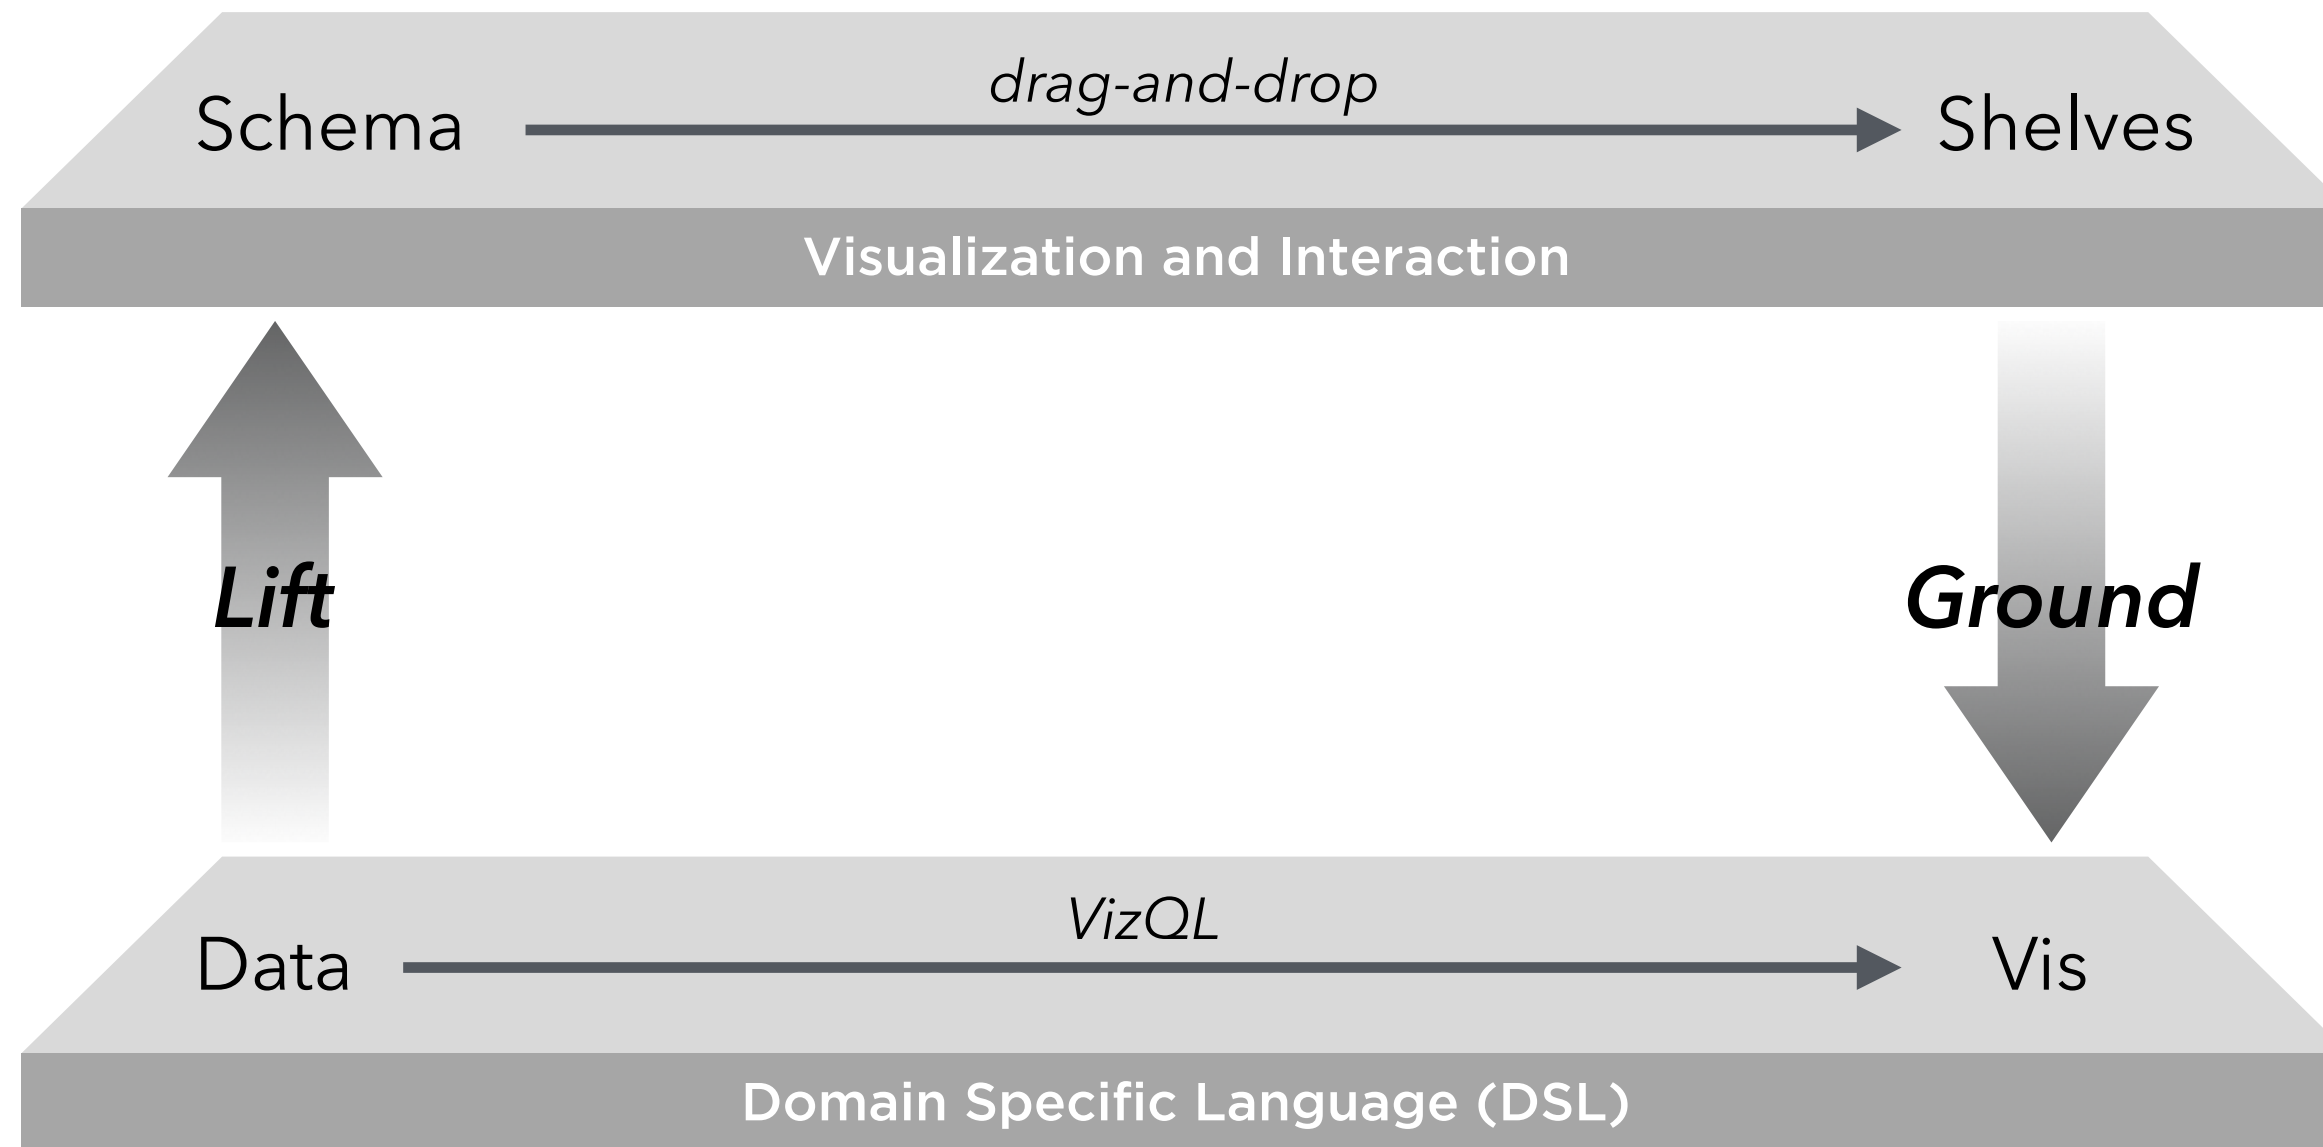 drag-and-drop
Schema
Shelves
Visualization and Interaction
Lift
Ground
VizQL
Data
Vis
Domain Specific Language (DSL)